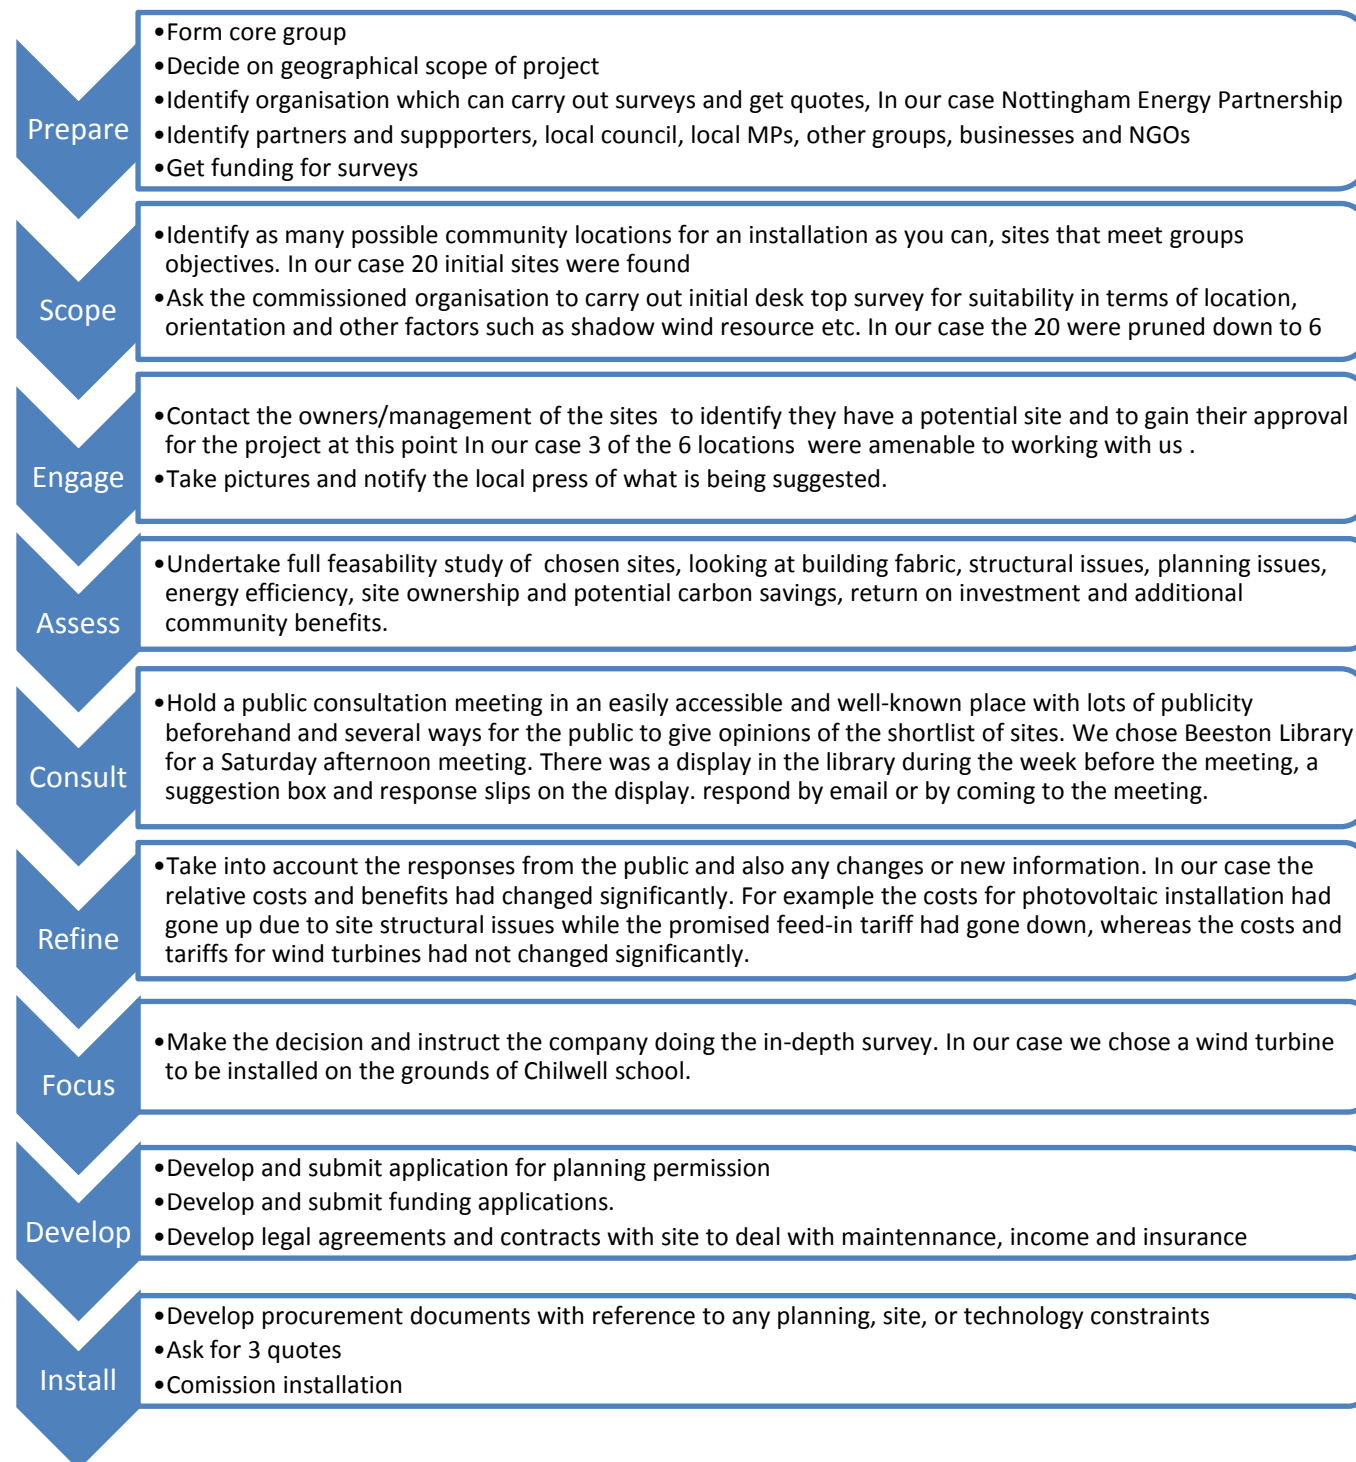 Prepare
•Form core group
•Decide on geographical scope of project
•Identify organisation which can carry out surveys and get quotes, In our case Nottingham Energy Partnership
•Identify partners and suppporters, local council, local MPs, other groups, businesses and NGOs
•Get funding for surveys
Scope
•Identify as many possible community locations for an installation as you can, sites that meet groups
objectives. In our case 20 initial sites were found
•Ask the commissioned organisation to carry out initial desk top survey for suitability in terms of location,
orientation and other factors such as shadow wind resource etc. In our case the 20 were pruned down to 6
Engage
•Contact the owners/management of the sites to identify they have a potential site and to gain their approval
for the project at this point In our case 3 of the 6 locations were amenable to working with us .
•Take pictures and notify the local press of what is being suggested.
Assess
•Undertake full feasability study of chosen sites, looking at building fabric, structural issues, planning issues,
energy efficiency, site ownership and potential carbon savings, return on investment and additional
community benefits.
Consult
•Hold a public consultation meeting in an easily accessible and well-known place with lots of publicity
beforehand and several ways for the public to give opinions of the shortlist of sites. We chose Beeston Library
for a Saturday afternoon meeting. There was a display in the library during the week before the meeting, a
suggestion box and response slips on the display. respond by email or by coming to the meeting.
Refine
•Take into account the responses from the public and also any changes or new information. In our case the
relative costs and benefits had changed significantly. For example the costs for photovoltaic installation had
gone up due to site structural issues while the promised feed-in tariff had gone down, whereas the costs and
tariffs for wind turbines had not changed significantly.
Focus
•Make the decision and instruct the company doing the in-depth survey. In our case we chose a wind turbine
to be installed on the grounds of Chilwell school.
Develop
•Develop and submit application for planning permission
•Develop and submit funding applications.
•Develop legal agreements and contracts with site to deal with maintennance, income and insurance
Install
•Develop procurement documents with reference to any planning, site, or technology constraints
•Ask for 3 quotes
•Comission installation